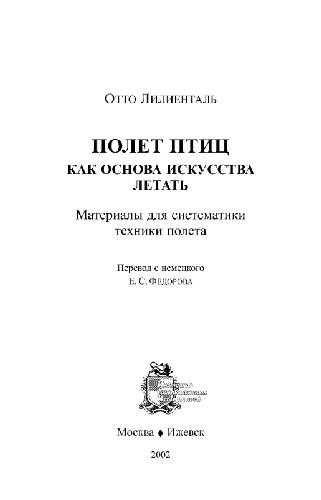 Отто Лилиенталь
ПОЛЕТ ПТИЦ
КАК ОСНОВА ИСКУССТВА
ЛЕТАТЬ
Материалы для систематики
техники полета
Перевод с немецкого
Е. С. Федорова
Москва ♦ Ижевск
2002